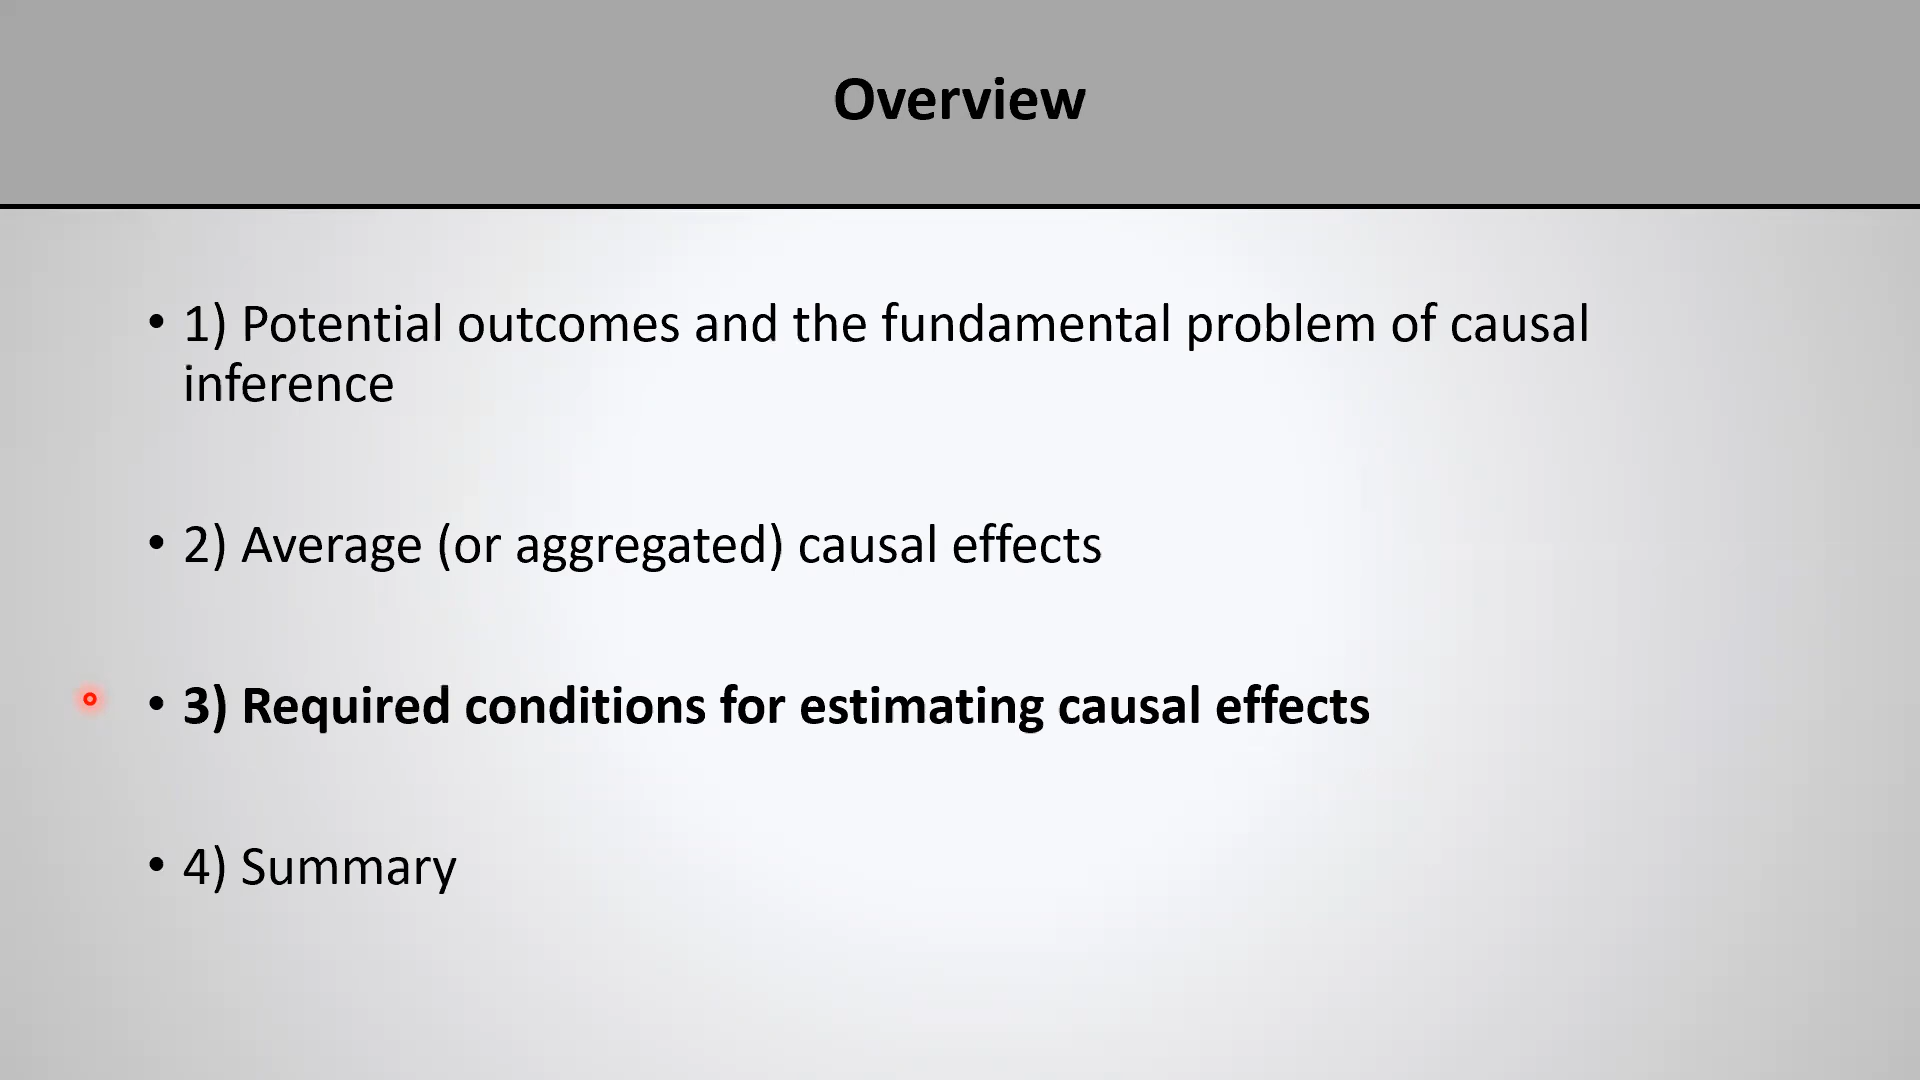 Overview
• 1) Potential outcomes and the fundamental problem of causal
inference
• 2) Average (or aggregated) causal effects
• 3) Required conditions for estimating causal effects
• 4) Summary